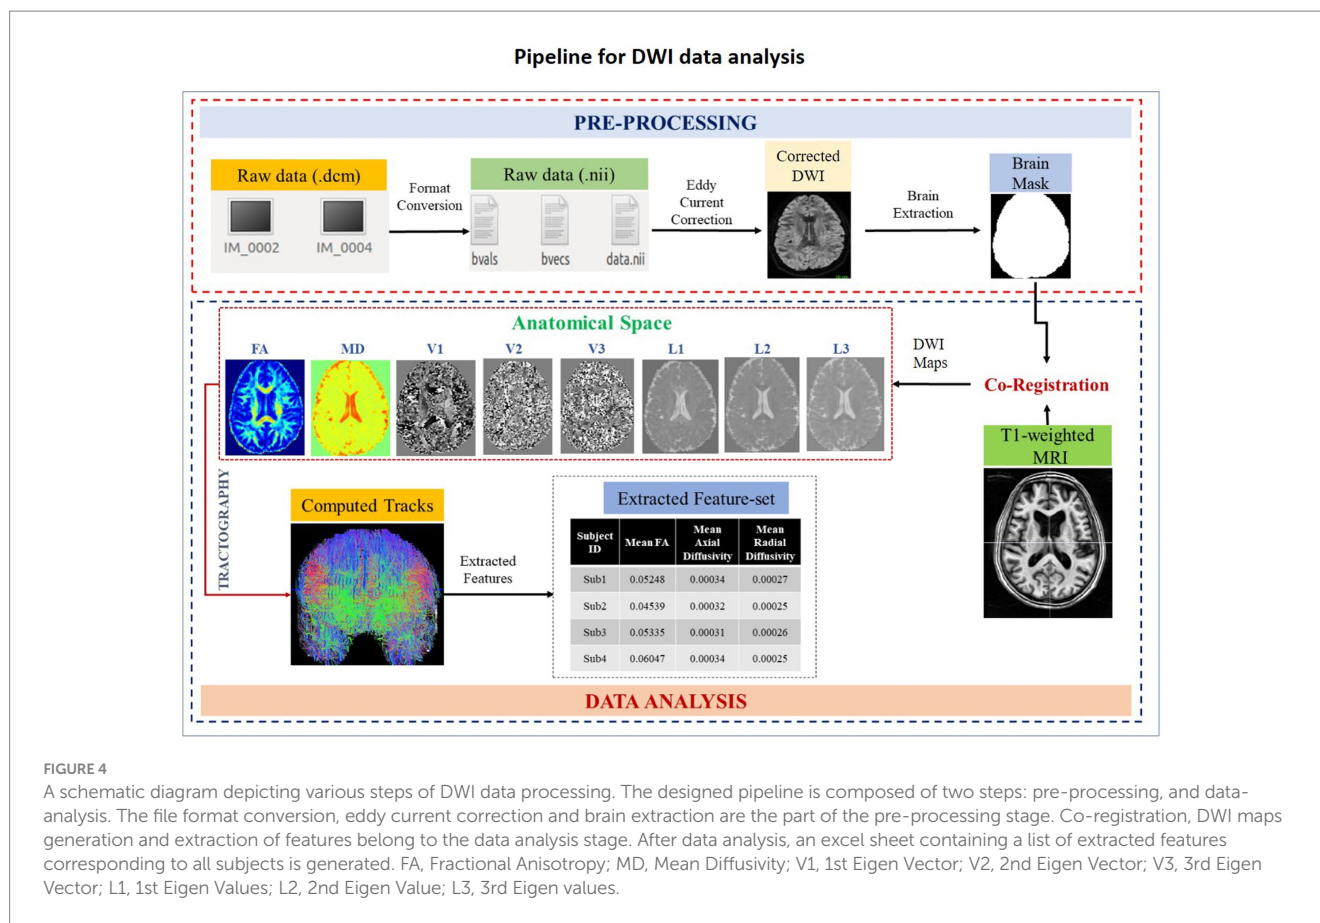 Pipeline for DWI data analysis
PRE-PROCESSING
Raw data (.dcm)
IM_0002
IM_0004
Format
Conversion
Raw data (.nii)
bvals
bvecs
data.nii
Eddy
Current
Correction
Corrected
DWI
Brain
Extraction
Brain
Mask
Anatomical Space
FA
MD
V1
V2
V3
L1
L2
L3
DWI
Maps
Co-Registration
T1-weighted
MRI
TRACTOGRAPHY
Computed Tracks
Extracted
Features
Extracted Feature-set
Subject ID Mean FA Mean Axial Diffusivity Mean Radial Diffusivity
Sub1 0.05248 0.00034 0.00027
Sub2 0.04539 0.00032 0.00025
Sub3 0.05335 0.00031 0.00026
Sub4 0.06047 0.00034 0.00025
DATA ANALYSIS
FIGURE 4
A schematic diagram depicting various steps of DWI data processing. The designed pipeline is composed of two steps: pre-processing, and data-
analysis. The file format conversion, eddy current correction and brain extraction are the part of the pre-processing stage. Co-registration, DWI maps
generation and extraction of features belong to the data analysis stage. After data analysis, an excel sheet containing a list of extracted features
corresponding to all subjects is generated. FA, Fractional Anisotropy; MD, Mean Diffusivity; V1, 1st Eigen Vector; V2, 2nd Eigen Vector; V3, 3rd Eigen
Vector; L1, 1st Eigen Values; L2, 2nd Eigen Value; L3, 3rd Eigen values.